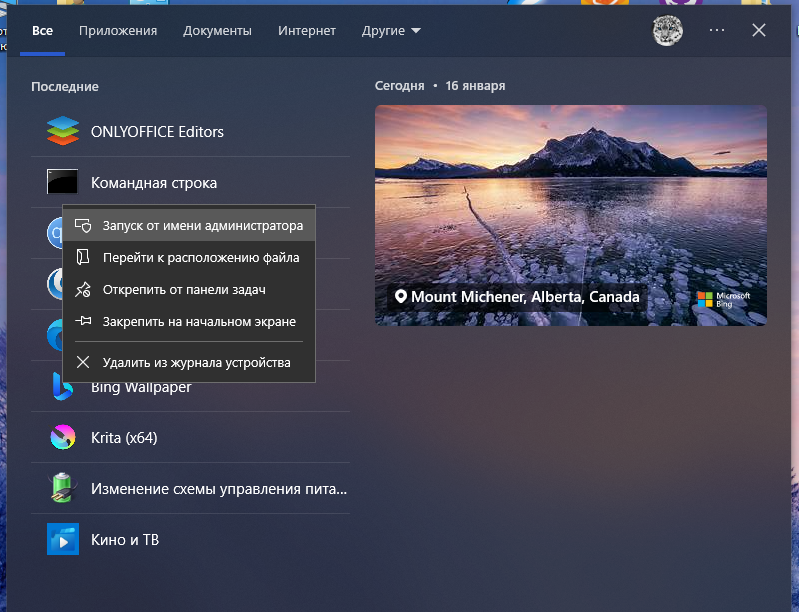 Все
Приложения
Документы
Интернет
Другие
Последние
Сегодня • 16 января
ONLYOFFICE Editors
Командная строка
Запуск от имени администратора
Перейти к расположению файла
Открепить от панели задач
Закрепить на начальном экране
Удалить из журнала устройства
Bing Wallpaper
Krita (x64)
Изменение схемы управления пита...
Кино и ТВ
Mount Michener, Alberta, Canada
Microsoft
Bing